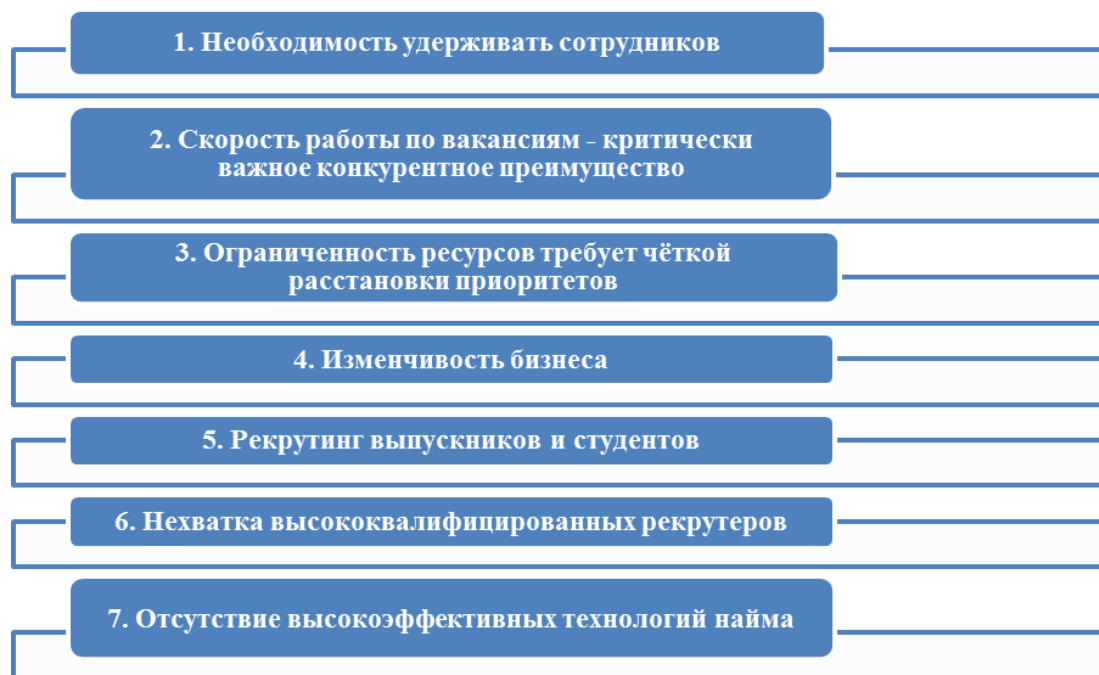 1. Необходимость удерживать сотрудников
2. Скорость работы по вакансиям - критически
важное конкурентное преимущество
3. Ограниченность ресурсов требует чёткой
расстановки приоритетов
4. Изменчивость бизнеса
5. Рекрутинг выпускников и студентов
6. Нехватка высококвалифицированных рекрутеров
7. Отсутствие высокоэффективных технологий найма